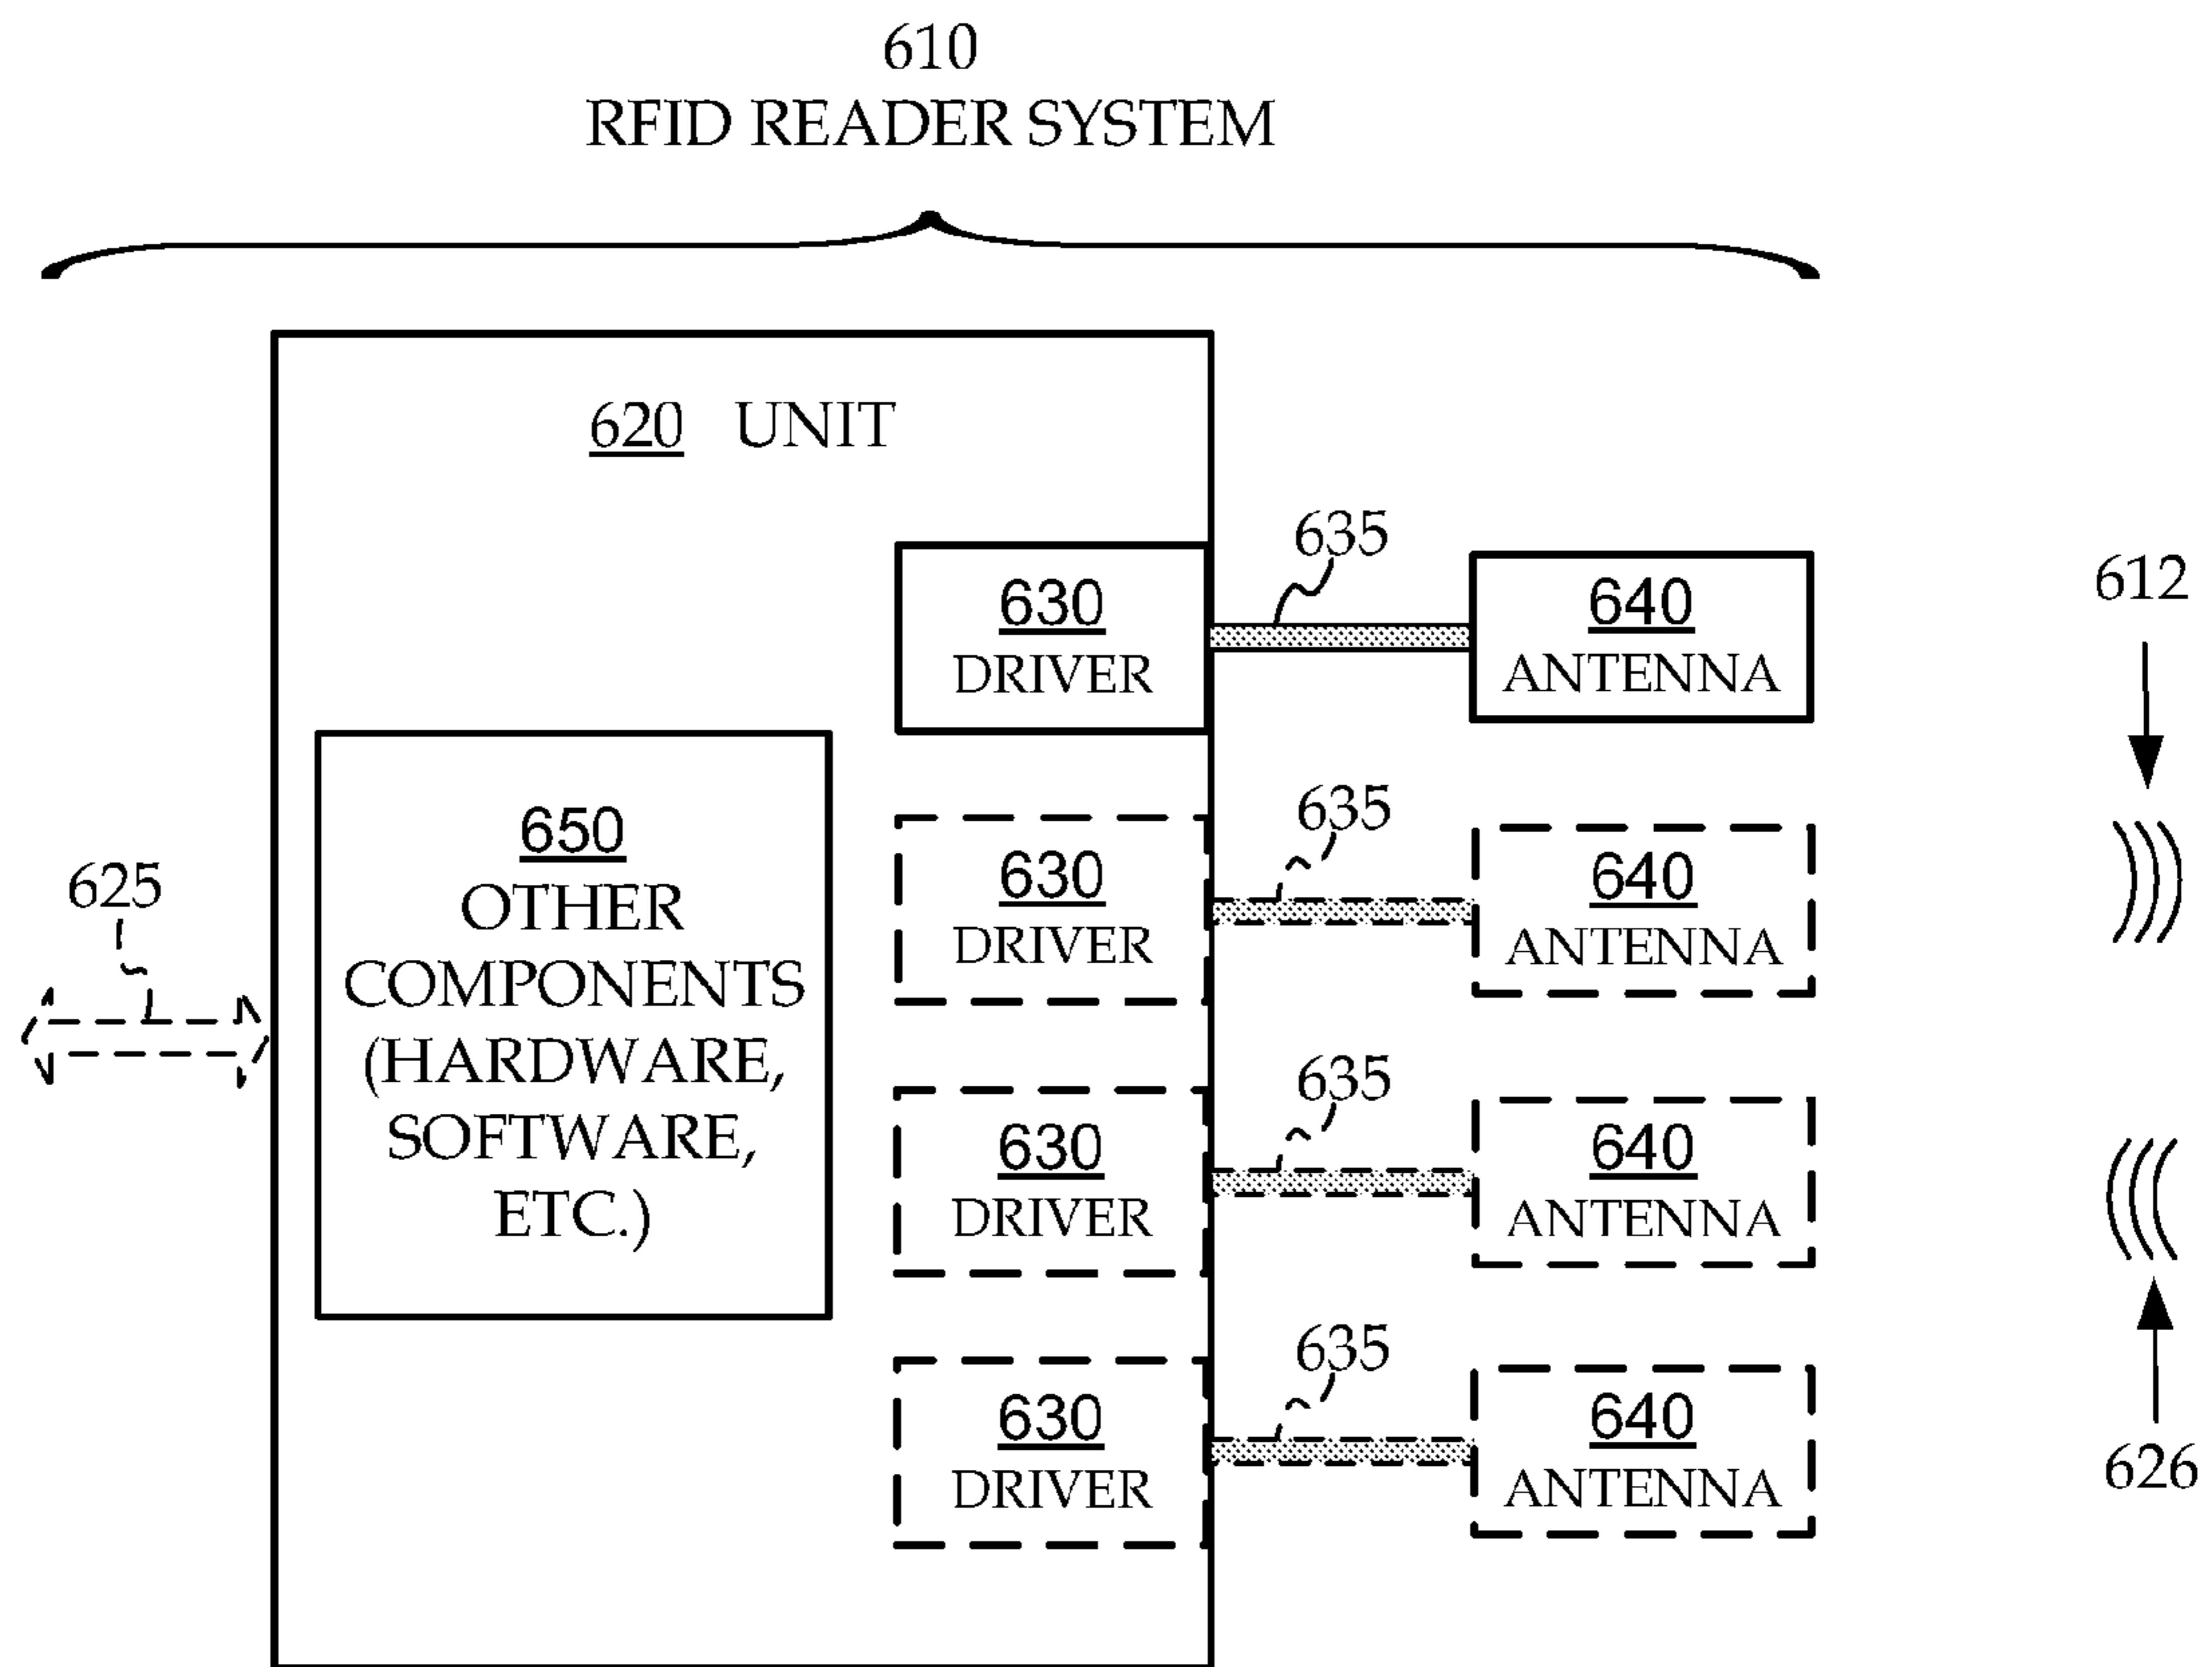 610
RFID READER SYSTEM
620 UNIT
630
DRIVER
635
640
ANTENNA
612
650
OTHER
COMPONENTS
(HARDWARE,
SOFTWARE,
ETC.)
625
630
DRIVER
635
640
ANTENNA
630
DRIVER
635
640
ANTENNA
630
DRIVER
635
640
ANTENNA
626